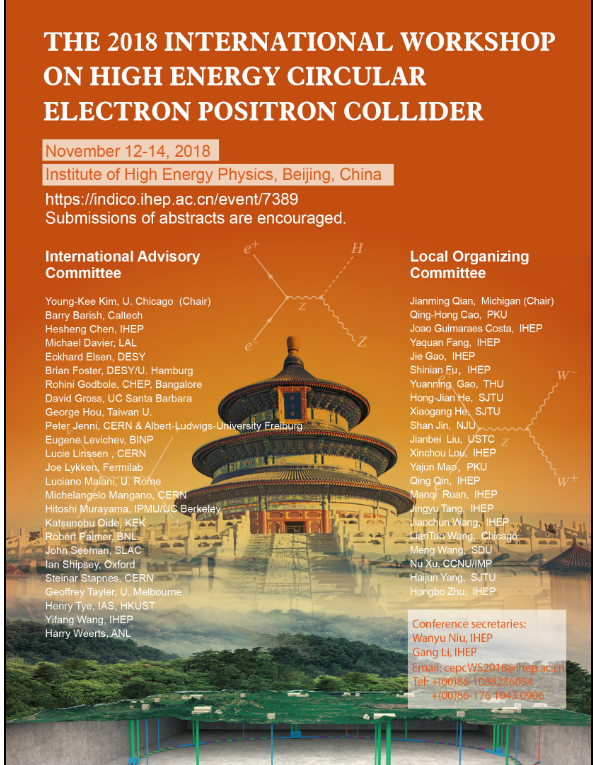 THE 2018 INTERNATIONAL WORKSHOP
ON HIGH ENERGY CIRCULAR
ELECTRON POSITRON COLLIDER
November 12-14, 2018
Institute of High Energy Physics, Beijing, China
https://indico.ihep.ac.cn/event/7389
Submissions of abstracts are encouraged.
International Advisory
Committee
Young-Kee Kim, U. Chicago (Chair)
Barry Barish, Caltech
Hesheng Chen, IHEP
Michael Davier, LAL
Eckhard Elsen, DESY
Brian Foster, DESY/U. Hamburg
Rohini Godbole, CHEP, Bangalore
David Gross, UC Santa Barbara
George Hou, Taiwan U.
Peter Jenni, CERN & Albert-Ludwigs-University Freiburg
Eugene Levichev, BINP
Lucie Linssen , CERN
Joe Lykken, Fermilab
Luciano Maiani, U. Rome
Michelangelo Mangano, CERN
Hitoshi Murayama, IPMU/UC Berkeley
Katsunobu Oide, KEK
Robert Palmer, BNL
John Seeman, SLAC
Ian Shipsey, Oxford
Steinar Stapnes, CERN
Geoffrey Tayler, U. Melbourne
Henry Tye, IAS, HKUST
Yifang Wang, IHEP
Harry Weerts, ANL
e+
H
Z
e-
Z
Local Organizing
Committee
Jianming Qian, Michigan (Chair)
Qing-Hong Cao, PKU
Joao Guimaraes Costa, IHEP
Yaquan Fang, IHEP
Jie Gao, IHEP
Shinian Fu, IHEP
Yuanning Gao, THU
Hong-Jian He, SJTU
Xiaogang He, SJTU
Shan Jin, NJU
Jianbei Liu, USTC
Xinchou Lou, IHEP
Yajun Mao, PKU
Qing Qin, IHEP
Manqi Ruan, IHEP
Jingyu Tang, IHEP
Jianchun Wang, IHEP
LianTao Wang, Chicago
Meng Wang, SDU
Nu Xu, CCNU/IMP
Haijun Yang, SJTU
Hongbo Zhu, IHEP
W-
Z
W+
Conference secretaries:
Wanyu Niu, IHEP
Gang Li, IHEP
Email: cepcWS2018@ihep.ac.cn
Tel: +(00)86-1088236054
+(00)86-176 1043 0906